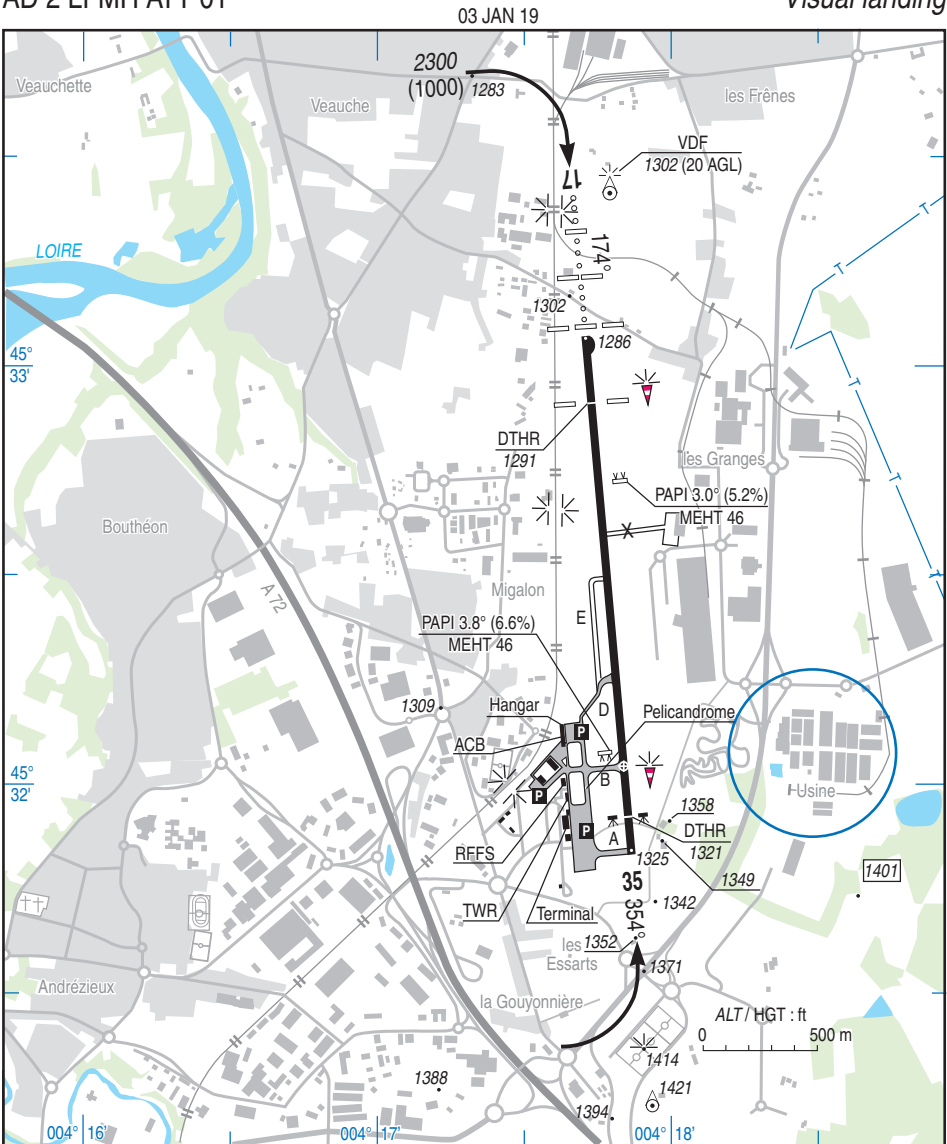 AD 2 LFMH ATT 01
Visual landing
03 JAN 19
Veauchette
2300
(1000)
1283
Veauche
les Frênes
VDF
1302 (20 AGL)
17
LOIRE
174°
1302
1286
45°
33'
DTHR
1291
les Granges
PAPI 3.0° (5.2%)
MEHT 46
X
Bouthéon
A 72
Migalon
E
PAPI 3.8° (6.6%)
MEHT 46
1309
Hangar
D
Pelicandrome
P
ACB
45°
32'
B
P
Usine
1358
P
A
DTHR
1321
RFFS
1325
1349
1401
35
TWR
Terminal
1342
354°
les
Essarts
1352
1371
Andrézieux
la Gouyonnière
ALT / HGT : ft
0
500 m
1414
1388
1421
1394
004° 16'
004° 17'
004° 18'
T
T
T
T
T